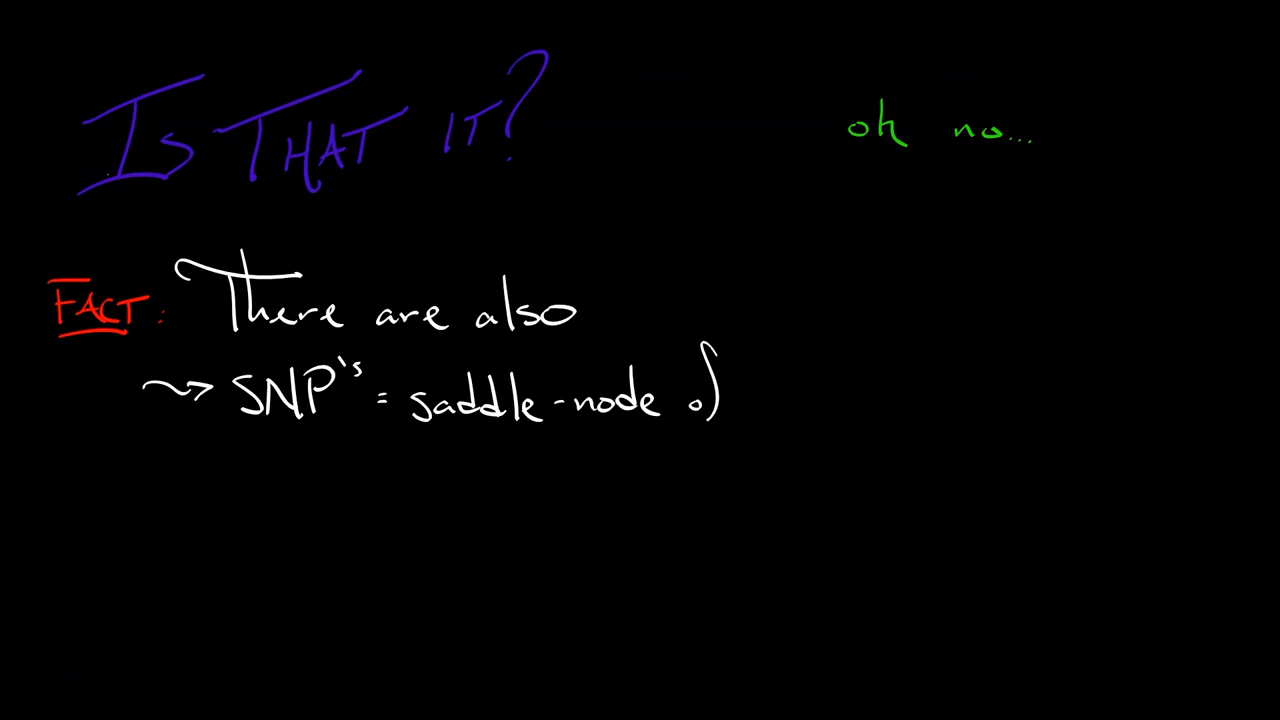 IS THAT IT?
oh no...
FACT: There are also
⇝ SNP's = saddle-node of